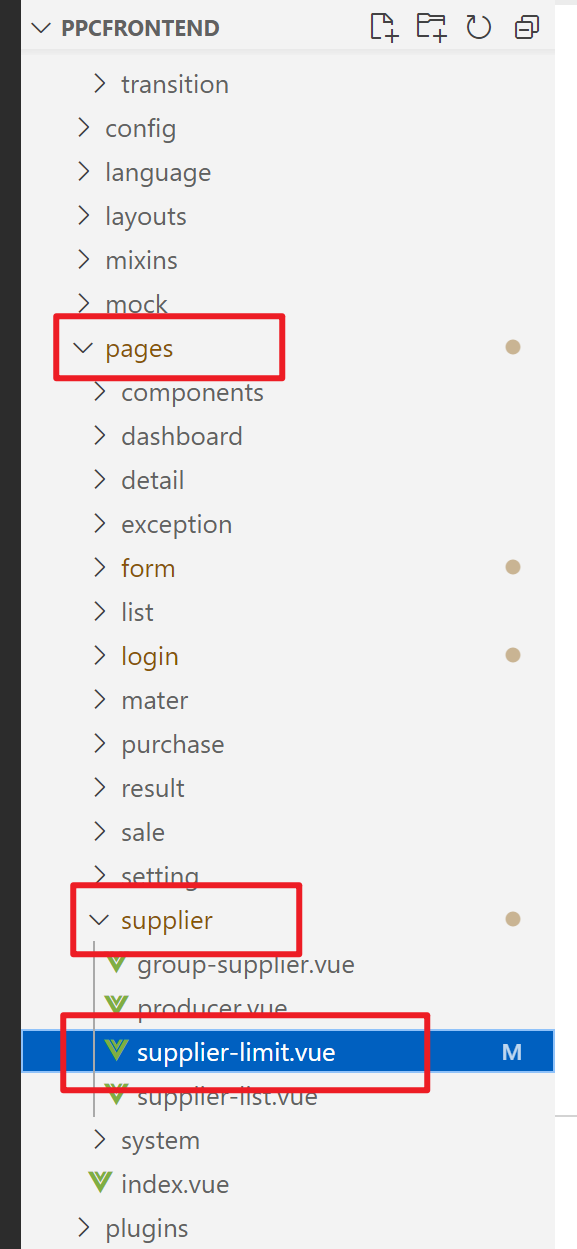 PPCFRONTEND
transition
config
language
layouts
mixins
mock
pages
components
dashboard
detail
exception
form
list
login
mater
purchase
result
sale
setting
supplier
group-supplier.vue
producer.vue
supplier-limit.vue M
supplier-list.vue
system
index.vue
plugins